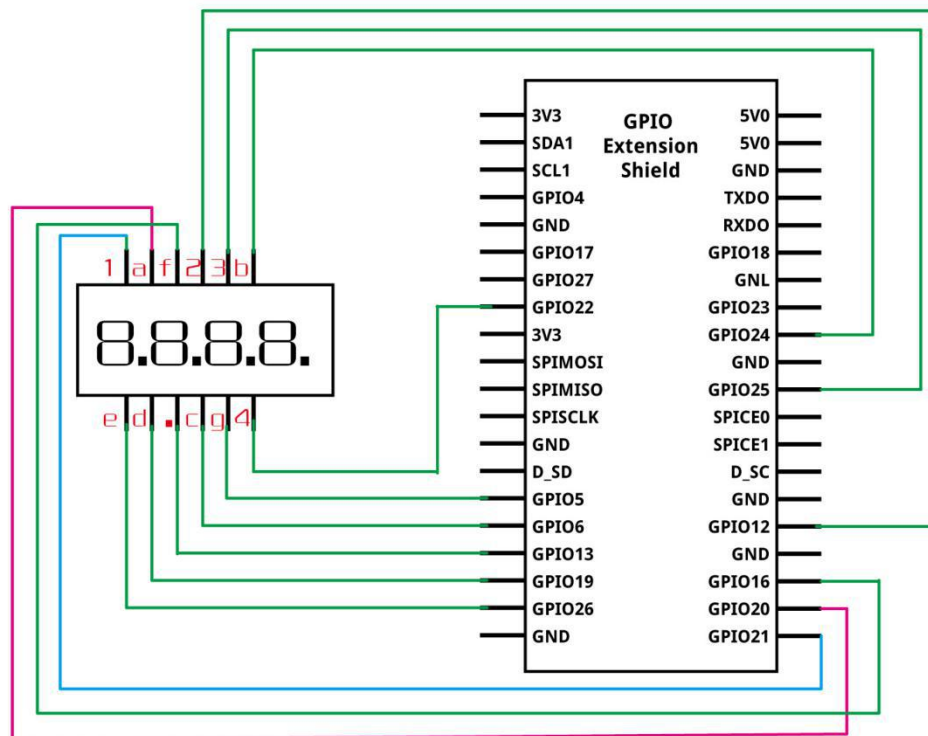 GPIO
Extension
Shield
3V3
SDA1
SCL1
GPIO4
GND
GPIO17
GPIO27
GPIO22
3V3
SPIMOSI
SPIMISO
SPISCLK
GND
D_SD
GPIO5
GPIO6
GPIO13
GPIO19
GPIO26
GND
5V0
5V0
GND
TXDO
RXDO
GPIO18
GNL
GPIO23
GPIO24
GND
GPIO25
SPICE0
SPICE1
D_SC
GND
GPIO12
GND
GPIO16
GPIO20
GPIO21
1 a f 2 3 b
8.8.8.8.
e d . c g 4